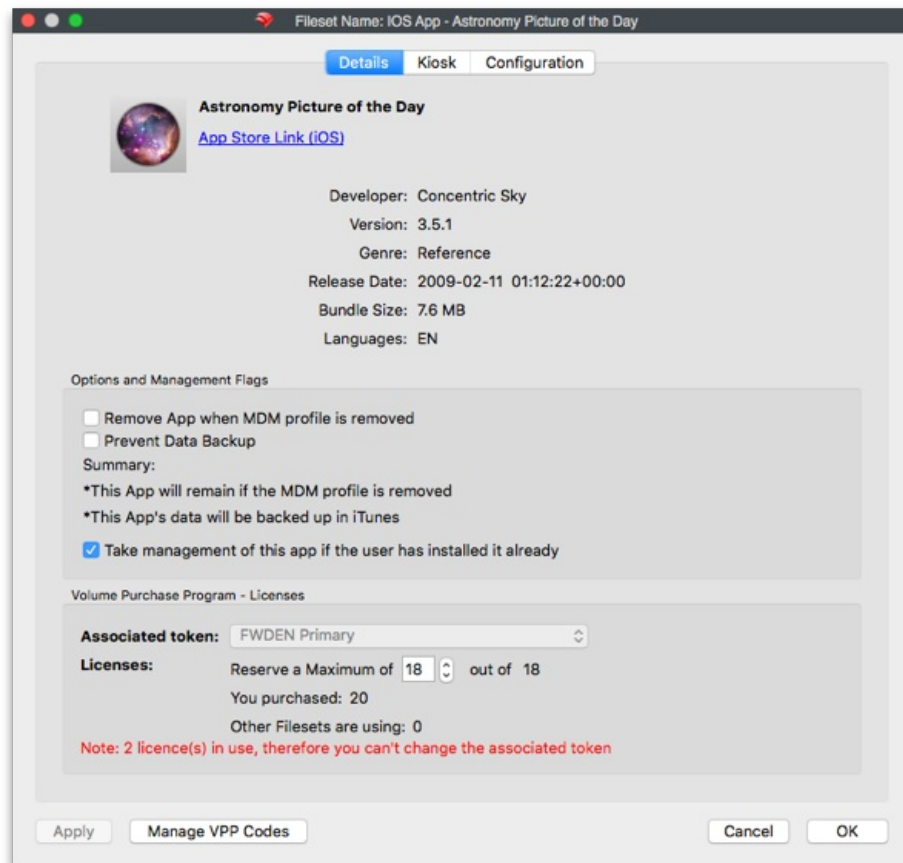 Fileset Name: IOS App - Astronomy Picture of the Day
Details Kiosk Configuration
Astronomy Picture of the Day
App Store Link (iOS)
Developer: Concentric Sky
Version: 3.5.1
Genre: Reference
Release Date: 2009-02-11 01:12:22+00:00
Bundle Size: 7.6 MB
Languages: EN
Options and Management Flags
Remove App when MDM profile is removed
Prevent Data Backup
Summary:
*This App will remain if the MDM profile is removed
*This App's data will be backed up in iTunes
Take management of this app if the user has installed it already
Volume Purchase Program - Licenses
Associated token: FWDEN Primary
Licenses: Reserve a Maximum of 18 out of 18
You purchased: 20
Other Filesets are using: 0
Note: 2 licence(s) in use, therefore you can't change the associated token
Apply Manage VPP Codes Cancel OK